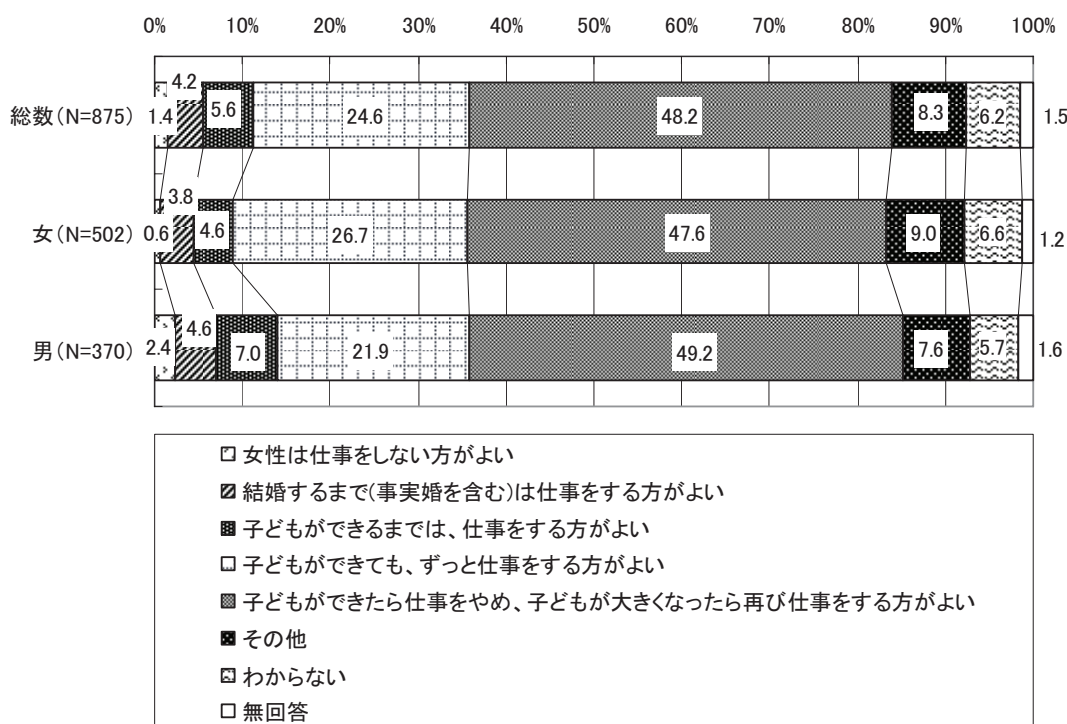 0% 10% 20% 30% 40% 50% 60% 70% 80% 90% 100%
総数(N=875) 1.4 4.2 5.6 24.6 48.2 8.3 6.2 1.5
女(N=502) 0.6 3.8 4.6 26.7 47.6 9.0 6.6 1.2
男(N=370) 2.4 4.6 7.0 21.9 49.2 7.6 5.7 1.6
女性は仕事をしない方がよい
結婚するまで(事実婚を含む)は仕事をする方がよい
子どもができるまでは、仕事をする方がよい
子どもができても、ずっと仕事をする方がよい
子どもができたら仕事をやめ、子どもが大きくなったら再び仕事をする方がよい
その他
わからない
無回答